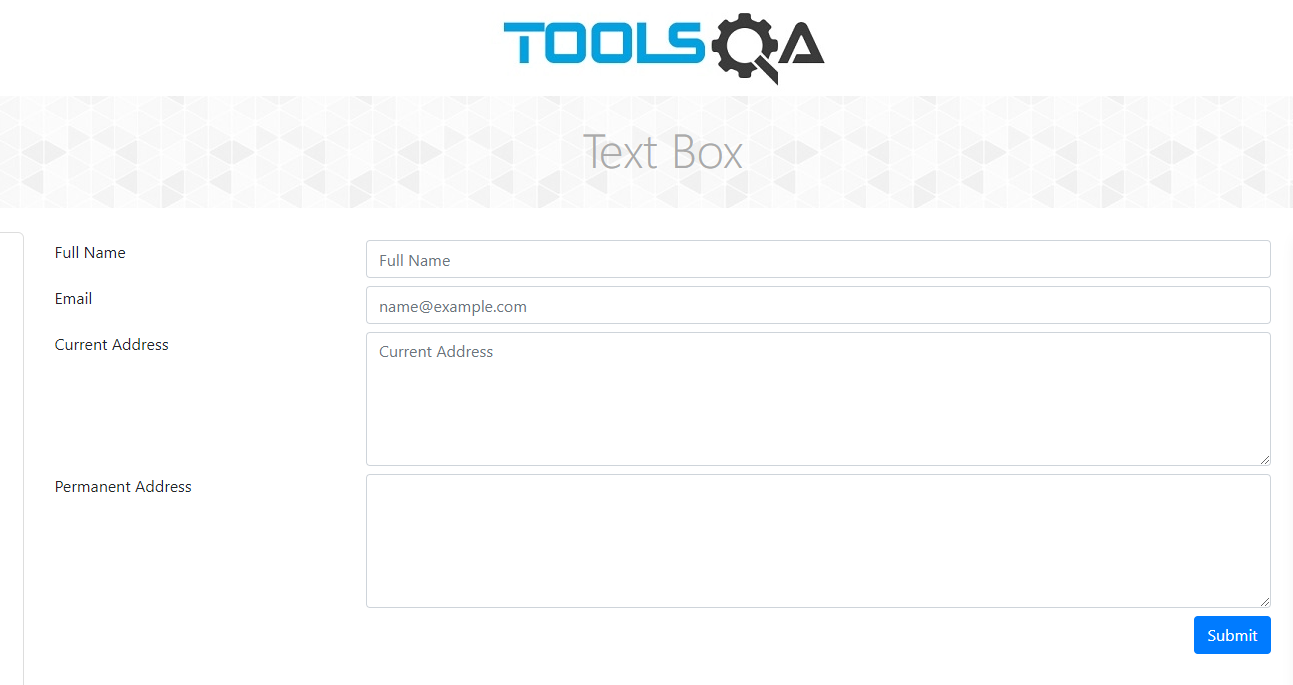 TOOLSQA
Text Box
Full Name
Full Name
Email
name@example.com
Current Address
Current Address
Permanent Address
Submit